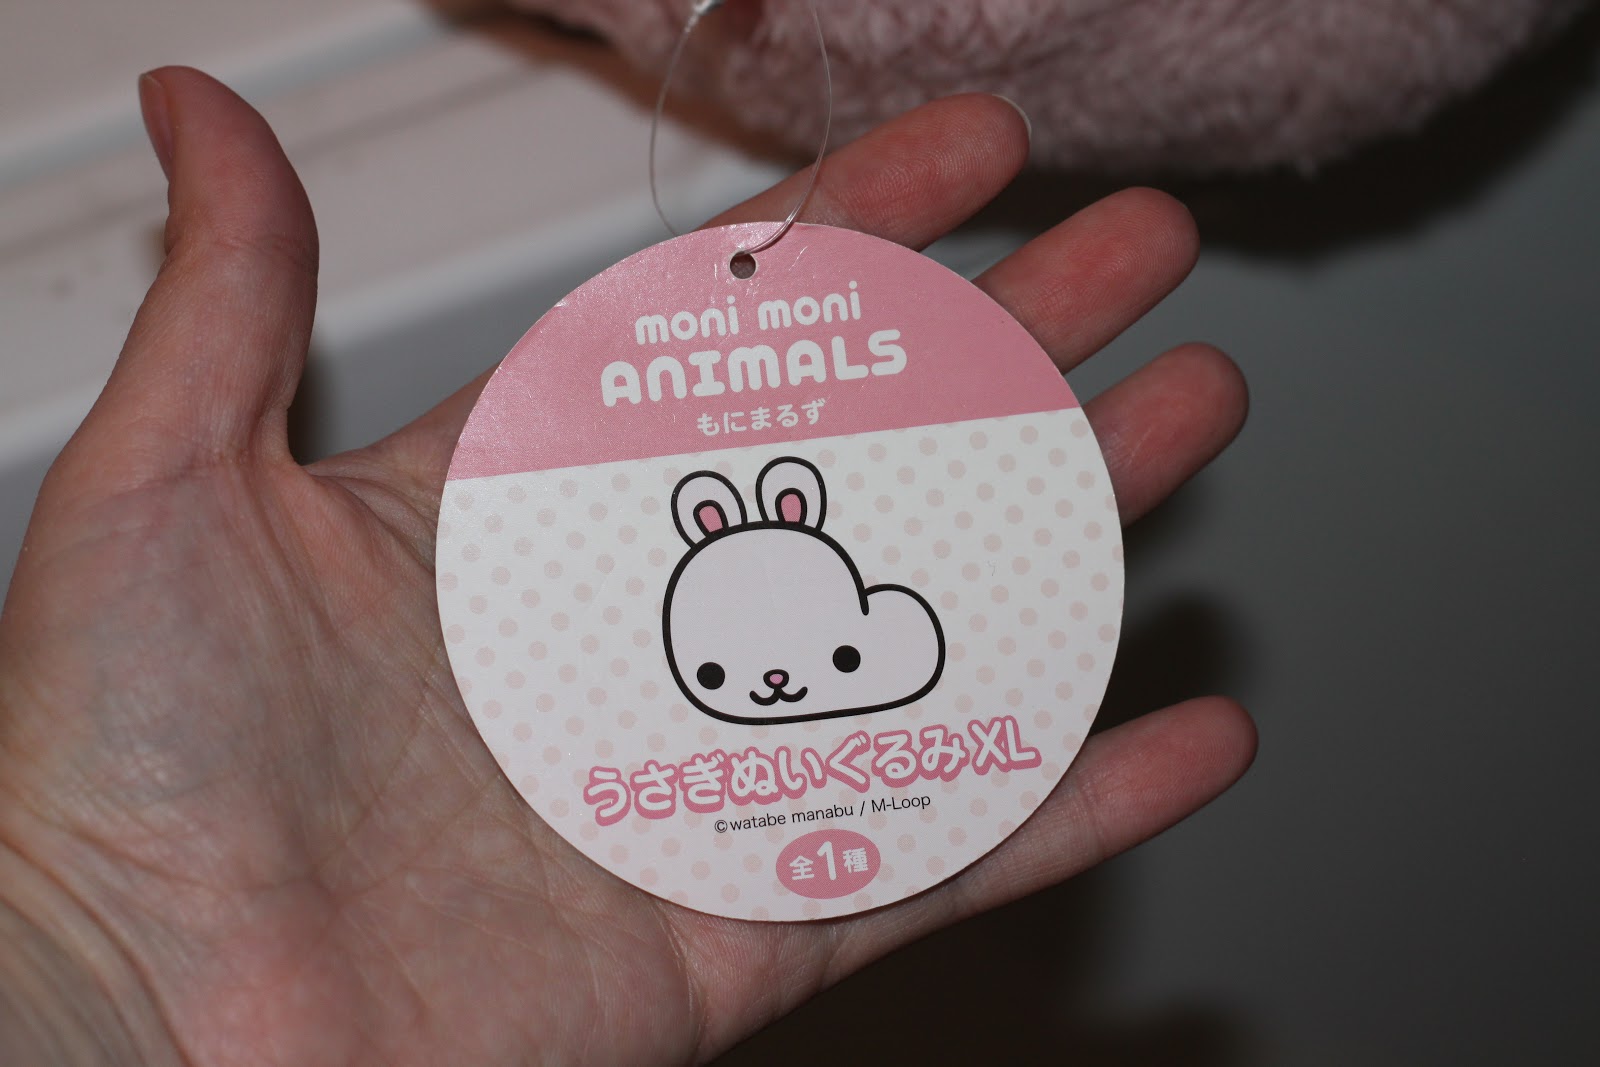 moni moni
ANIMALS
もにまるず
うさぎぬいぐるみXL
©watabe manabu / M-Loop
全1種